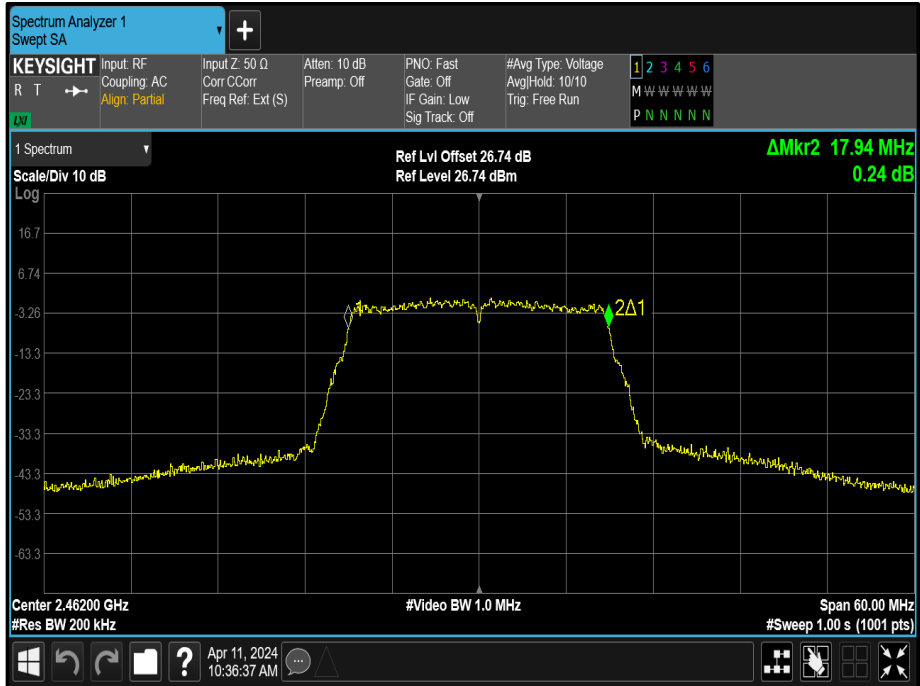 Spectrum Analyzer 1
Swept SA
+
KEYSIGHT
R T
LXI
Input: RF
Coupling: AC
Align: Partial
Input Z: 50 Ω
Corr CCorr
Freq Ref: Ext (S)
Atten: 10 dB
Preamp: Off
PNO: Fast
Gate: Off
IF Gain: Low
Sig Track: Off
#Avg Type: Voltage
Avg|Hold: 10/10
Trig: Free Run
1 2 3 4 5 6
M W W W W W
P N N N N N
1 Spectrum
Scale/Div 10 dB
Log
Ref Lvl Offset 26.74 dB
Ref Level 26.74 dBm
ΔMkr2 17.94 MHz
0.24 dB
16.7
6.74
-3.26
-13.3
-23.3
-33.3
-43.3
-53.3
-63.3
2Δ1
Center 2.46200 GHz
#Res BW 200 kHz
#Video BW 1.0 MHz
Span 60.00 MHz
#Sweep 1.00 s (1001 pts)
?
Apr 11, 2024
10:36:37 AM